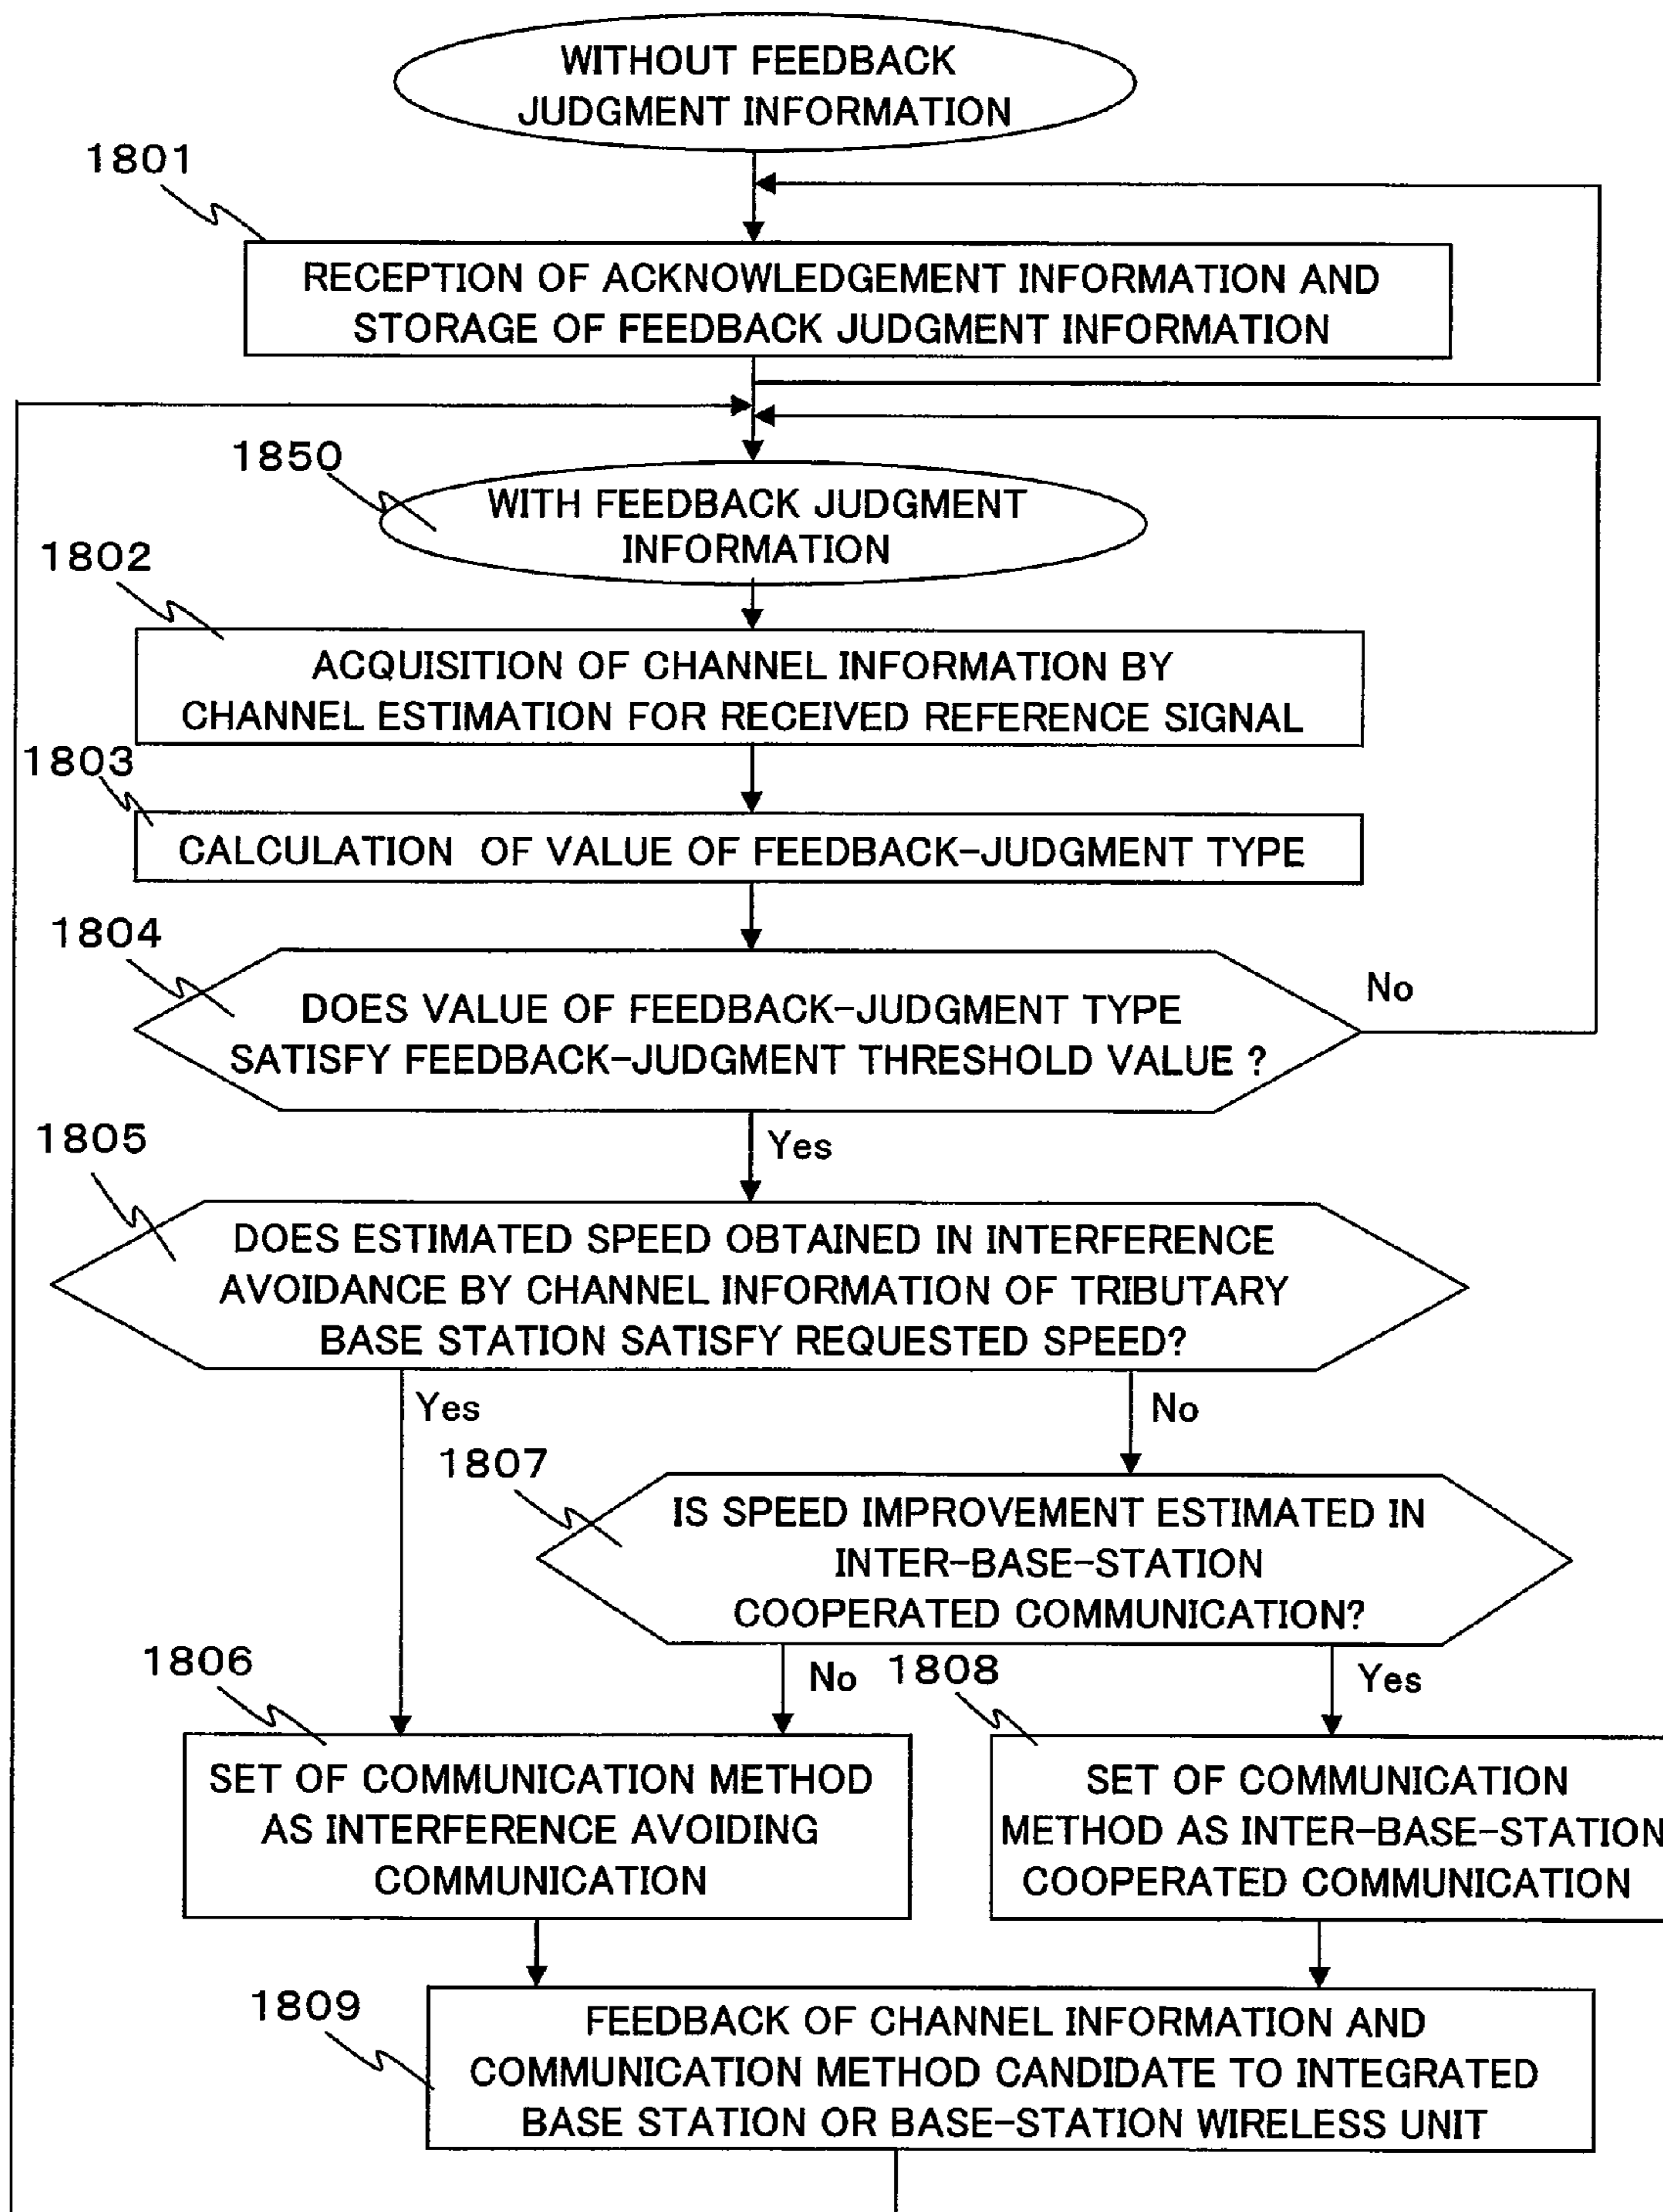 WITHOUT FEEDBACK
JUDGMENT INFORMATION
1801
RECEPTION OF ACKNOWLEDGEMENT INFORMATION AND
STORAGE OF FEEDBACK JUDGMENT INFORMATION
1850
WITH FEEDBACK JUDGMENT
INFORMATION
1802
ACQUISITION OF CHANNEL INFORMATION BY
CHANNEL ESTIMATION FOR RECEIVED REFERENCE SIGNAL
1803
CALCULATION OF VALUE OF FEEDBACK-JUDGMENT TYPE
1804
DOES VALUE OF FEEDBACK-JUDGMENT TYPE
SATISFY FEEDBACK-JUDGMENT THRESHOLD VALUE ?
No
Yes
1805
DOES ESTIMATED SPEED OBTAINED IN INTERFERENCE
AVOIDANCE BY CHANNEL INFORMATION OF TRIBUTARY
BASE STATION SATISFY REQUESTED SPEED?
Yes
No
1807
IS SPEED IMPROVEMENT ESTIMATED IN
INTER-BASE-STATION
COOPERATED COMMUNICATION?
No
Yes
1806
SET OF COMMUNICATION METHOD
AS INTERFERENCE AVOIDING
COMMUNICATION
1808
SET OF COMMUNICATION
METHOD AS INTER-BASE-STATION
COOPERATED COMMUNICATION
1809
FEEDBACK OF CHANNEL INFORMATION AND
COMMUNICATION METHOD CANDIDATE TO INTEGRATED
BASE STATION OR BASE-STATION WIRELESS UNIT